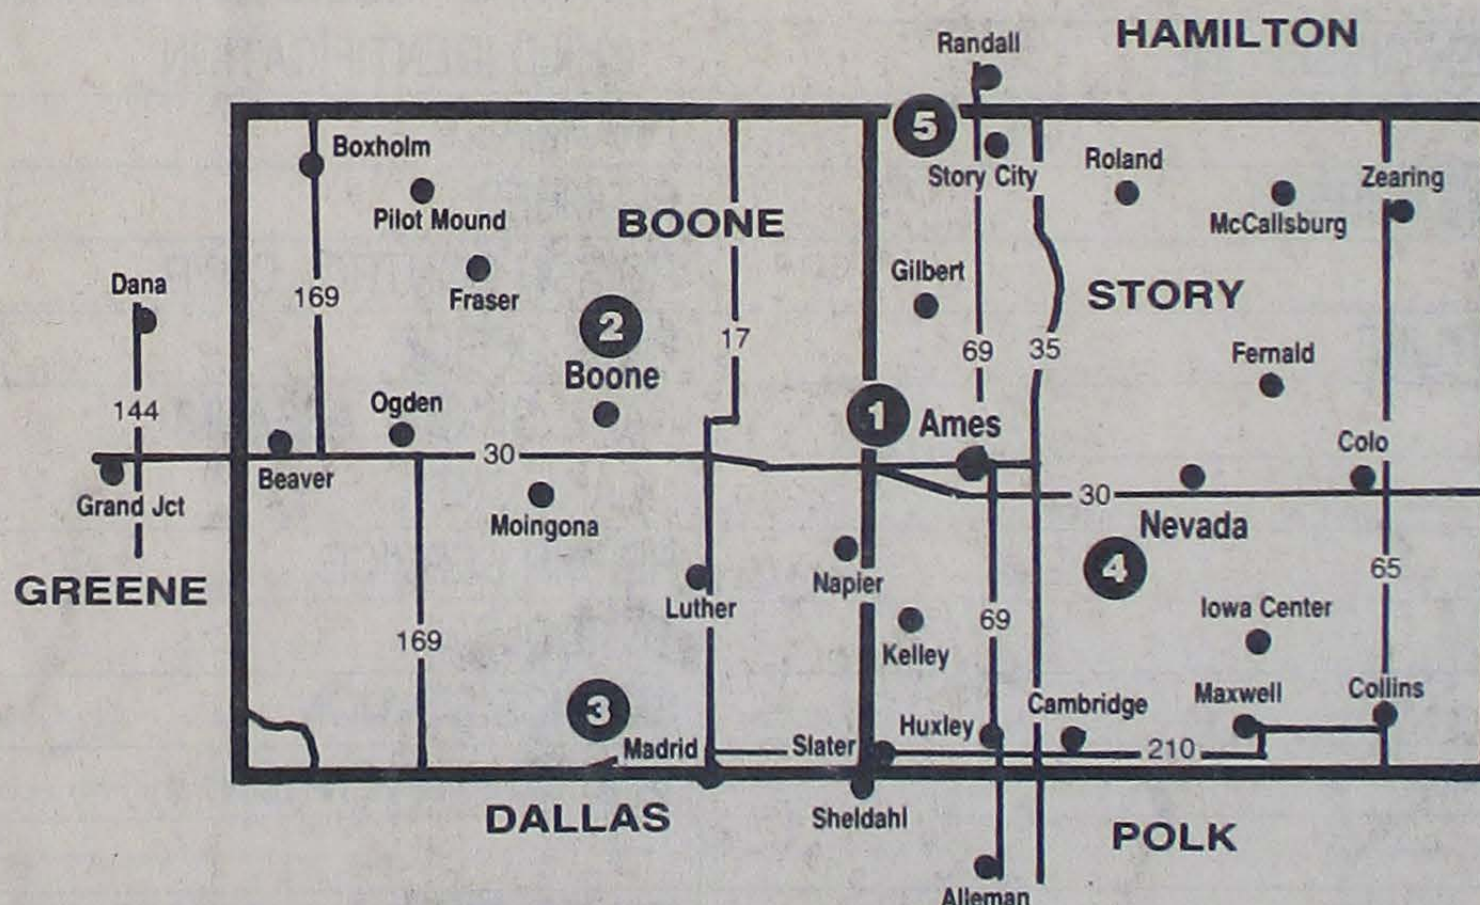 HAMILTON
Randall
5
Story City
Boxholm
Pilot Mound
BOONE
Roland
McCallsburg
Zearing
Dana
169
Fraser
2
Boone
17
Gilbert
69
35
STORY
Fernald
144
Ogden
1
Ames
Colo
Grand Jct
Beaver
30
Moingona
30
Nevada
GREENE
Luther
Napier
4
65
169
Kelley
69
Iowa Center
3
Madrid
Slater
Huxley
Cambridge
Maxwell
Collins
210
DALLAS
Sheldahl
POLK
Alleman